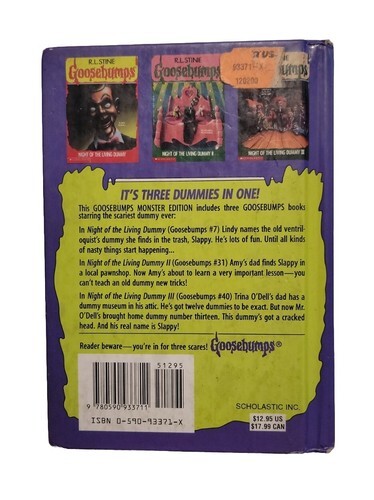 R.L. STINE
Goosebumps
NIGHT OF THE LIVING DUMMY
R.L. STINE
Goosebumps
NIGHT OF THE LIVING DUMMY II
Goosebumps
NIGHT OF THE LIVING DUMMY III
IT'S THREE DUMMIES IN ONE!
This GOOSEBUMPS MONSTER EDITION includes three GOOSEBUMPS books
starring the scariest dummy ever:
In Night of the Living Dummy (Goosebumps #7) Lindy names the old ventril-
oquist's dummy she finds in the trash, Slappy. He's lots of fun. Until all kinds
of nasty things start happening...
In Night of the Living Dummy II (Goosebumps #31) Amy's dad finds Slappy in
a local pawnshop. Now Amy's about to learn a very important lesson—you
can't teach an old dummy new tricks!
In Night of the Living Dummy III (Goosebumps #40) Trina O'Dell's dad has a
dummy museum in his attic. He's got twelve dummies to be exact. But now Mr.
O'Dell's brought home dummy number thirteen. This dummy's got a cracked
head. And his real name is Slappy!
Reader beware—you're in for three scares! Goosebumps®
51295
9 780590 933711
ISBN 0-590-93371-X
SCHOLASTIC INC.
$12.95 US
$17.99 CAN